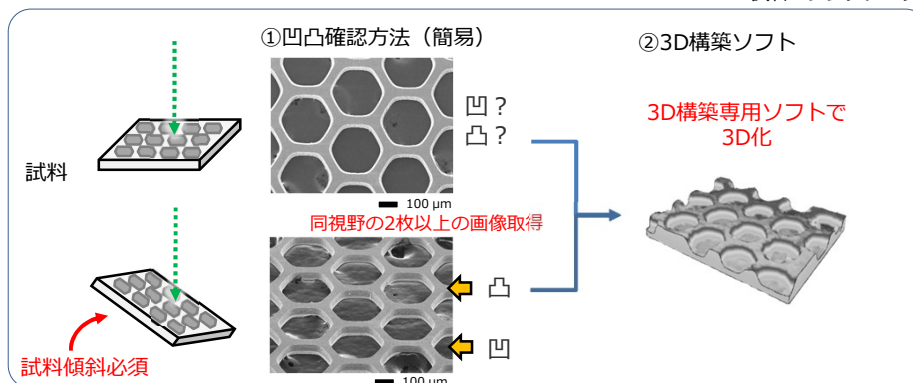 ①凹凸確認方法（簡易）
②3D構築ソフト
凹？
凸？
3D構築専用ソフトで
3D化
試料
100 μm
同視野の2枚以上の画像取得
凸
凹
試料傾斜必須
100 μm